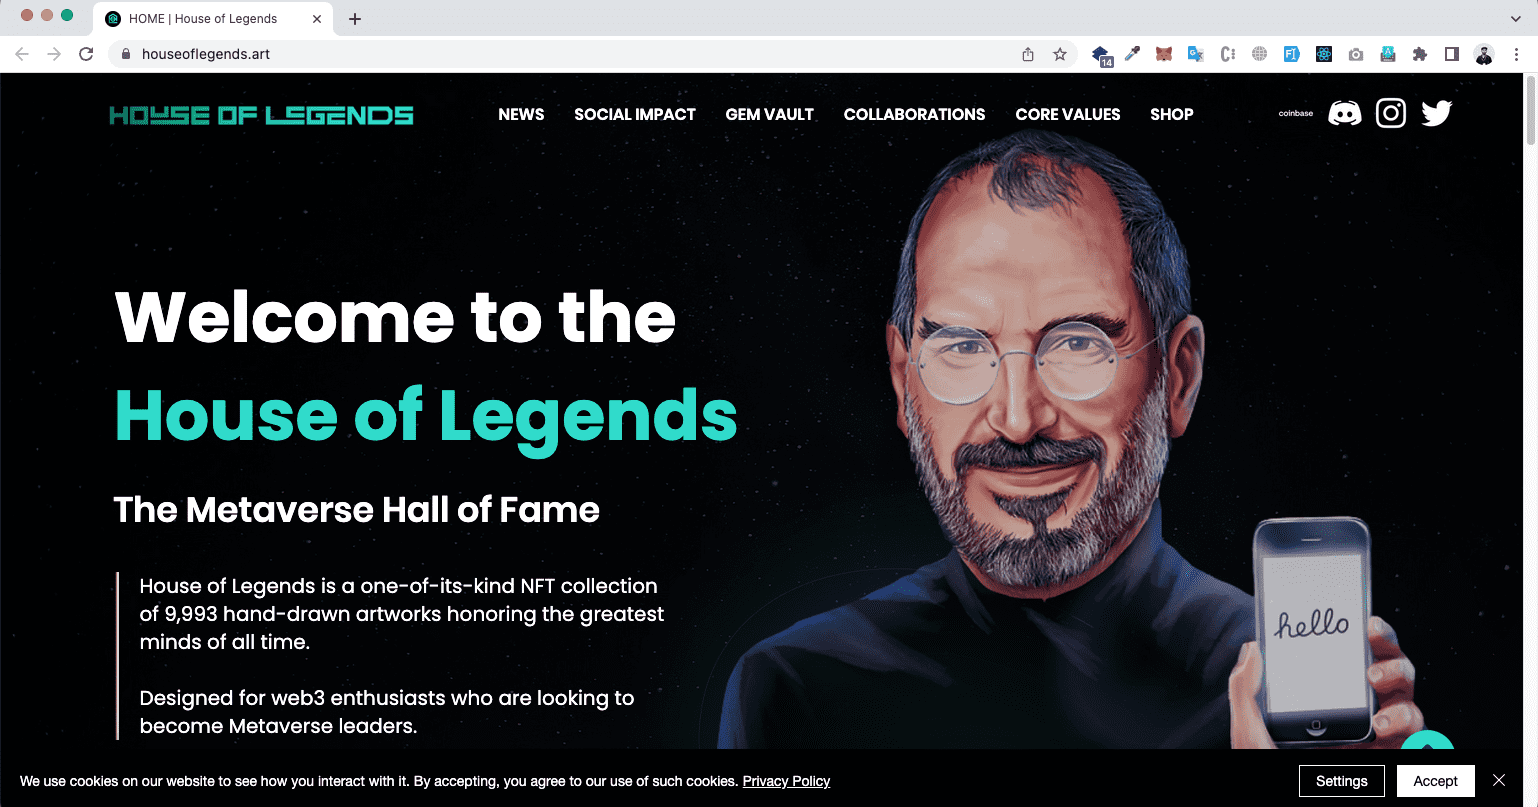 HOME | House of Legends
houseoflegends.art
14
HOUSE OF LEGENDS
NEWS
SOCIAL IMPACT
GEM VAULT
COLLABORATIONS
CORE VALUES
SHOP
coinbase
Welcome to the
House of Legends
The Metaverse Hall of Fame
House of Legends is a one-of-its-kind NFT collection
of 9,993 hand-drawn artworks honoring the greatest
minds of all time.
Designed for web3 enthusiasts who are looking to
become Metaverse leaders.
hello
We use cookies on our website to see how you interact with it. By accepting, you agree to our use of such cookies. Privacy Policy
Settings
Accept